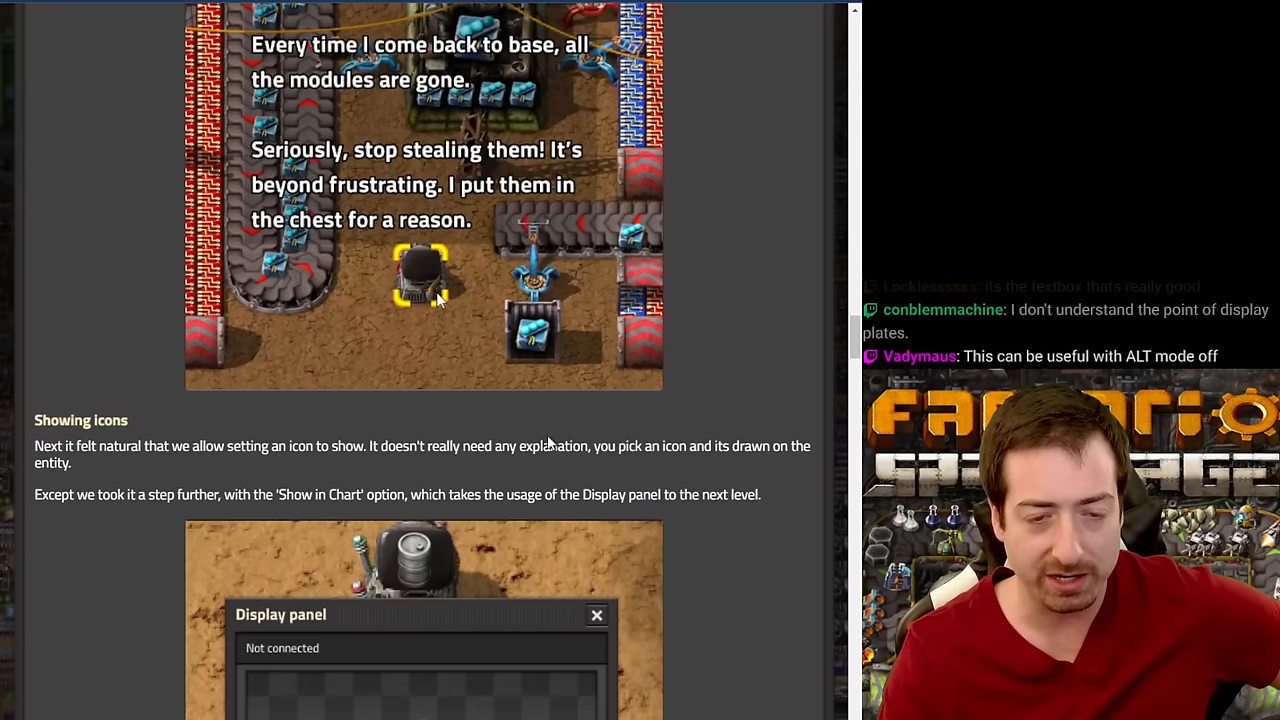 Every time I come back to base, all
the modules are gone.
Seriously, stop stealing them! It’s
beyond frustrating. I put them in
the chest for a reason.
Showing icons
Next it felt natural that we allow setting an icon to show. It doesn't really need any explanation, you pick an icon and its drawn on the
entity.
Except we took it a step further, with the 'Show in Chart' option, which takes the usage of the Display panel to the next level.
Display panel
Not connected
Locklessssss: its the textbox thats really good
conblemmachine: I don't understand the point of display
plates.
Vadymaus: This can be useful with ALT mode off